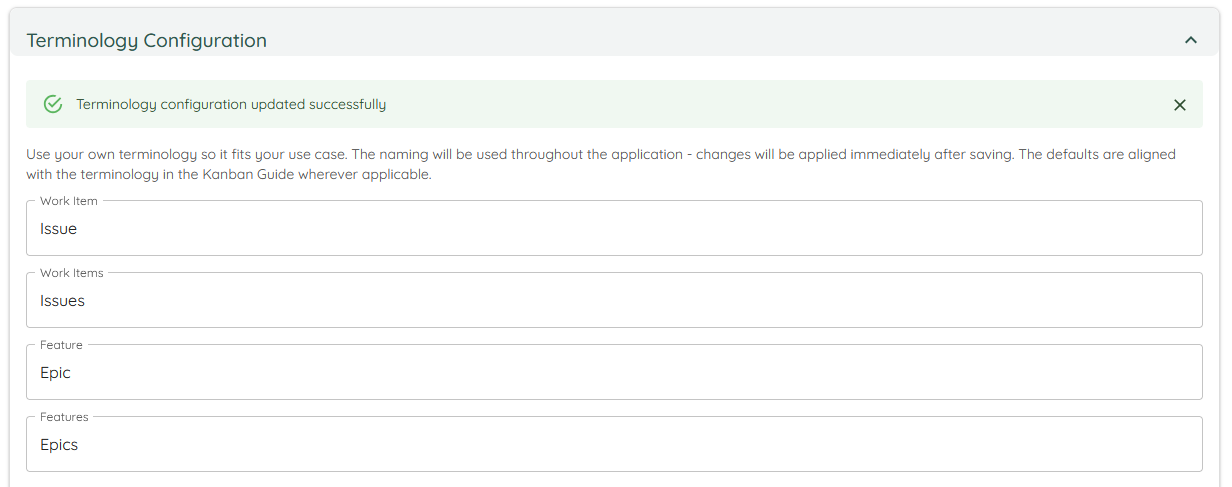 Terminology Configuration
Terminology configuration updated successfully
Use your own terminology so it fits your use case. The naming will be used throughout the application - changes will be applied immediately after saving. The defaults are aligned
with the terminology in the Kanban Guide wherever applicable.
Work Item
Issue
Work Items
Issues
Feature
Epic
Features
Epics